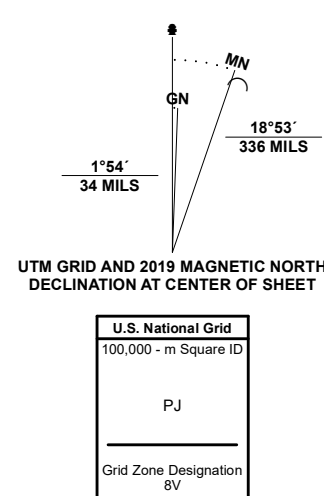 MN
GN
18°53´
336 MILS
1°54´
34 MILS
UTM GRID AND 2019 MAGNETIC NORTH
DECLINATION AT CENTER OF SHEET
U.S. National Grid
100,000 - m Square ID
PJ
Grid Zone Designation
8V